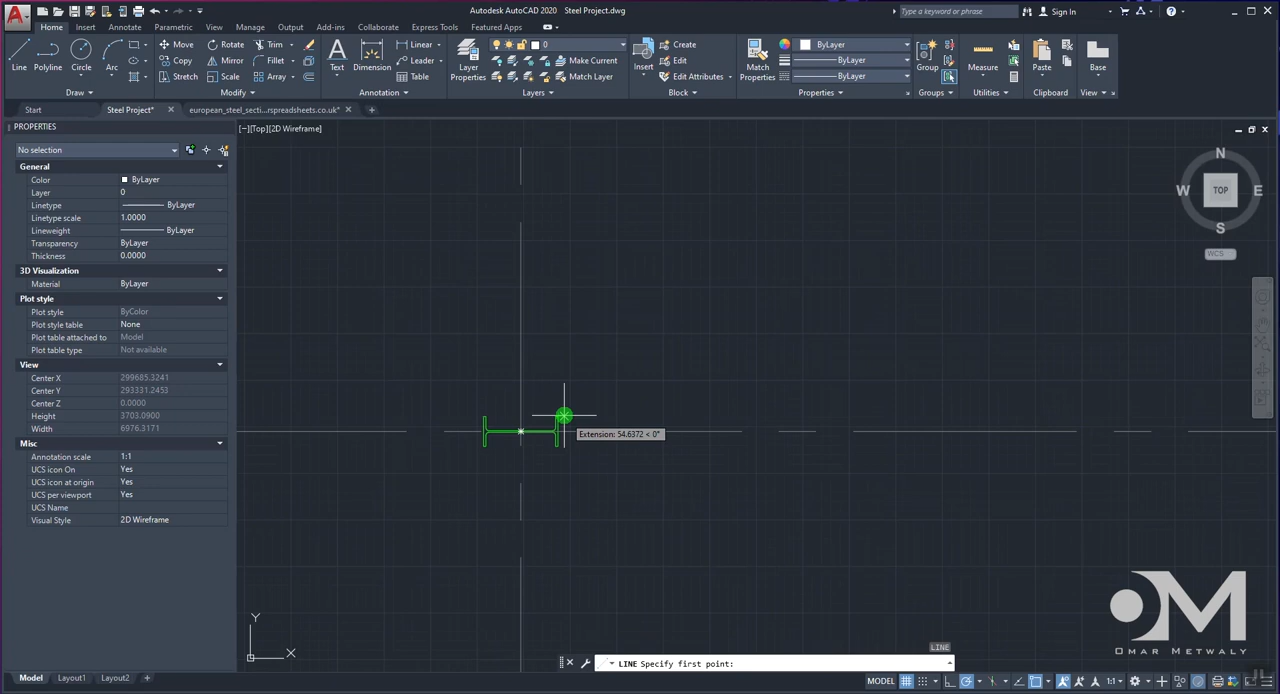 Autodesk AutoCAD 2020 Steel Project.dwg
Type a keyword or phrase
Sign In
Home Insert Annotate Parametric View Manage Output Add-ins Collaborate Express Tools Featured Apps
Line Polyline Circle Arc
Move Rotate Trim
Copy Mirror Fillet
Stretch Scale Array
Text Dimension
Linear
Leader
Table
Layer Properties
0
Make Current
Match Layer
Insert
Create
Edit
Edit Attributes
Match Properties
ByLayer
ByLayer
ByLayer
Group Measure Paste Base
Draw Modify Annotation Layers Block Properties Groups Utilities Clipboard View
Start Steel Project* european_steel_secti...rspreadsheets.co.uk*
PROPERTIES
[−][Top][2D Wireframe]
No selection
General
Color ByLayer
Layer 0
Linetype ByLayer
Linetype scale 1.0000
Lineweight ByLayer
Transparency ByLayer
Thickness 0.0000
3D Visualization
Material ByLayer
Plot style
Plot style ByColor
Plot style table None
Plot table attached to Model
Plot table type Not available
View
Center X 299685.3241
Center Y 293331.2453
Center Z 0.0000
Height 3703.0900
Width 6976.3171
Misc
Annotation scale 1:1
UCS icon On Yes
UCS icon at origin Yes
UCS per viewport Yes
UCS Name
Visual Style 2D Wireframe
N
W TOP E
S
WCS
Extension: 54.6372 < 0°
Y
X
LINE
LINE Specify first point:
OM
OMAR METWALY
Model Layout1 Layout2 +
MODEL 1:1